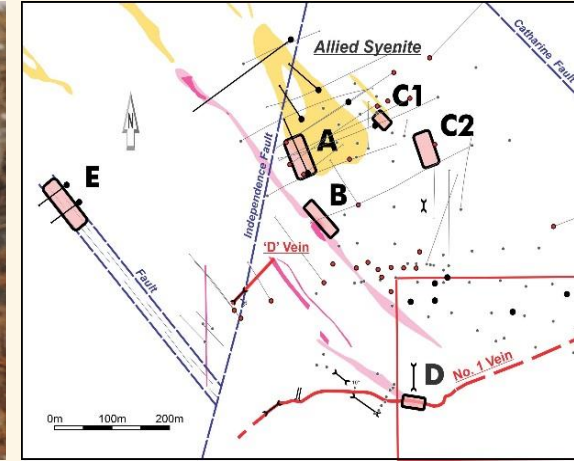 Allied Syenite
Catharine Fault
C1
C2
N
A
E
B
Independence Fault
'D' Vein
Fault
D
No. 1 Vein
0m 100m 200m